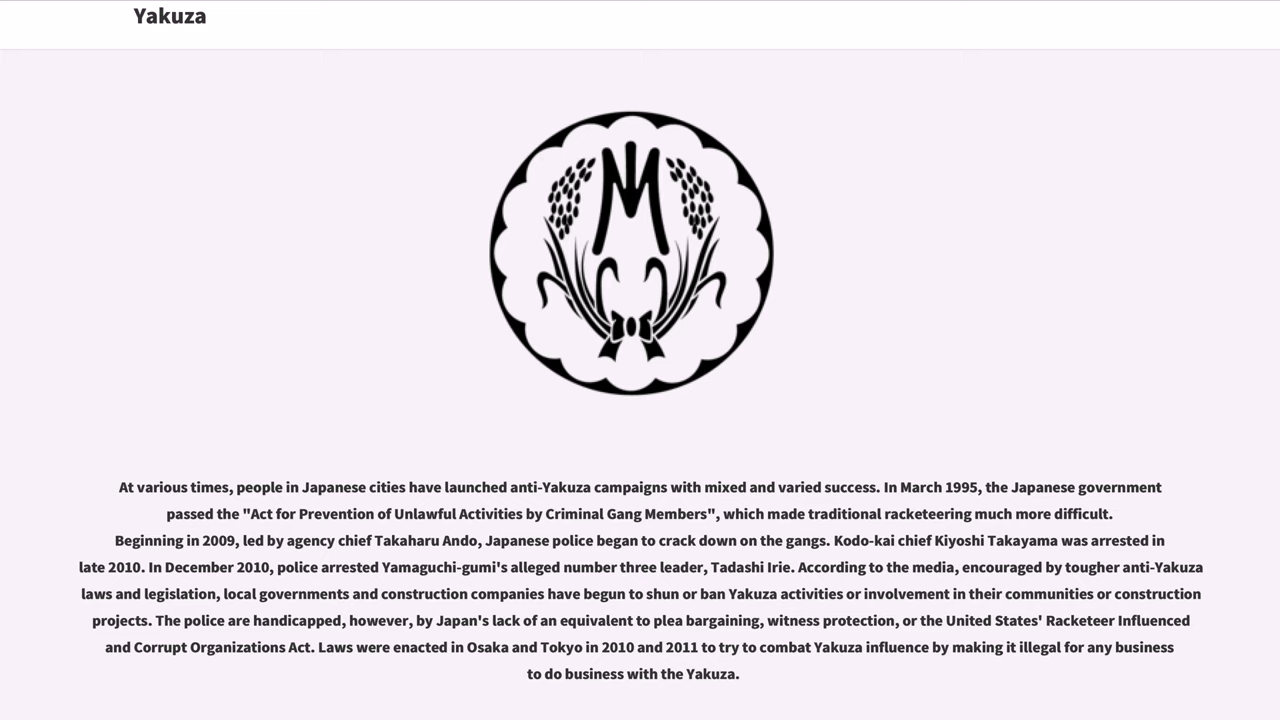 Yakuza
At various times, people in Japanese cities have launched anti-Yakuza campaigns with mixed and varied success. In March 1995, the Japanese government
passed the "Act for Prevention of Unlawful Activities by Criminal Gang Members", which made traditional racketeering much more difficult.
Beginning in 2009, led by agency chief Takaharu Ando, Japanese police began to crack down on the gangs. Kodo-kai chief Kiyoshi Takayama was arrested in
late 2010. In December 2010, police arrested Yamaguchi-gumi's alleged number three leader, Tadashi Irie. According to the media, encouraged by tougher anti-Yakuza
laws and legislation, local governments and construction companies have begun to shun or ban Yakuza activities or involvement in their communities or construction
projects. The police are handicapped, however, by Japan's lack of an equivalent to plea bargaining, witness protection, or the United States' Racketeer Influenced
and Corrupt Organizations Act. Laws were enacted in Osaka and Tokyo in 2010 and 2011 to try to combat Yakuza influence by making it illegal for any business
to do business with the Yakuza.